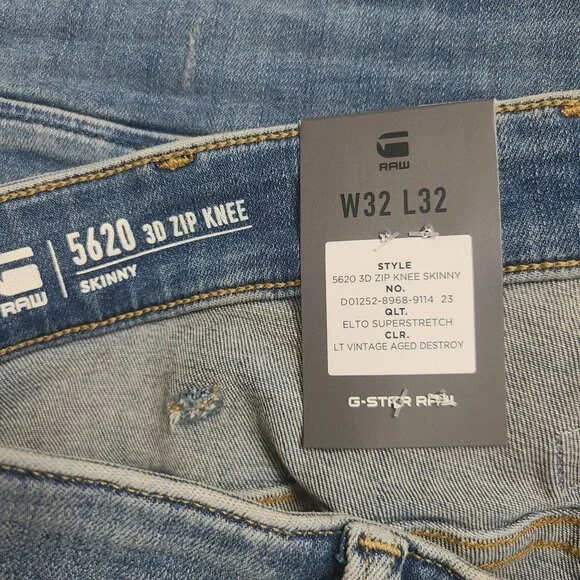 RAW
5620 3D ZIP KNEE
SKINNY
RAW
W32 L32
STYLE
5620 3D ZIP KNEE SKINNY
NO.
D01252-8968-9114 23
QLT.
ELTO SUPERSTRETCH
CLR.
LT VINTAGE AGED DESTROY
G-STAR RAW